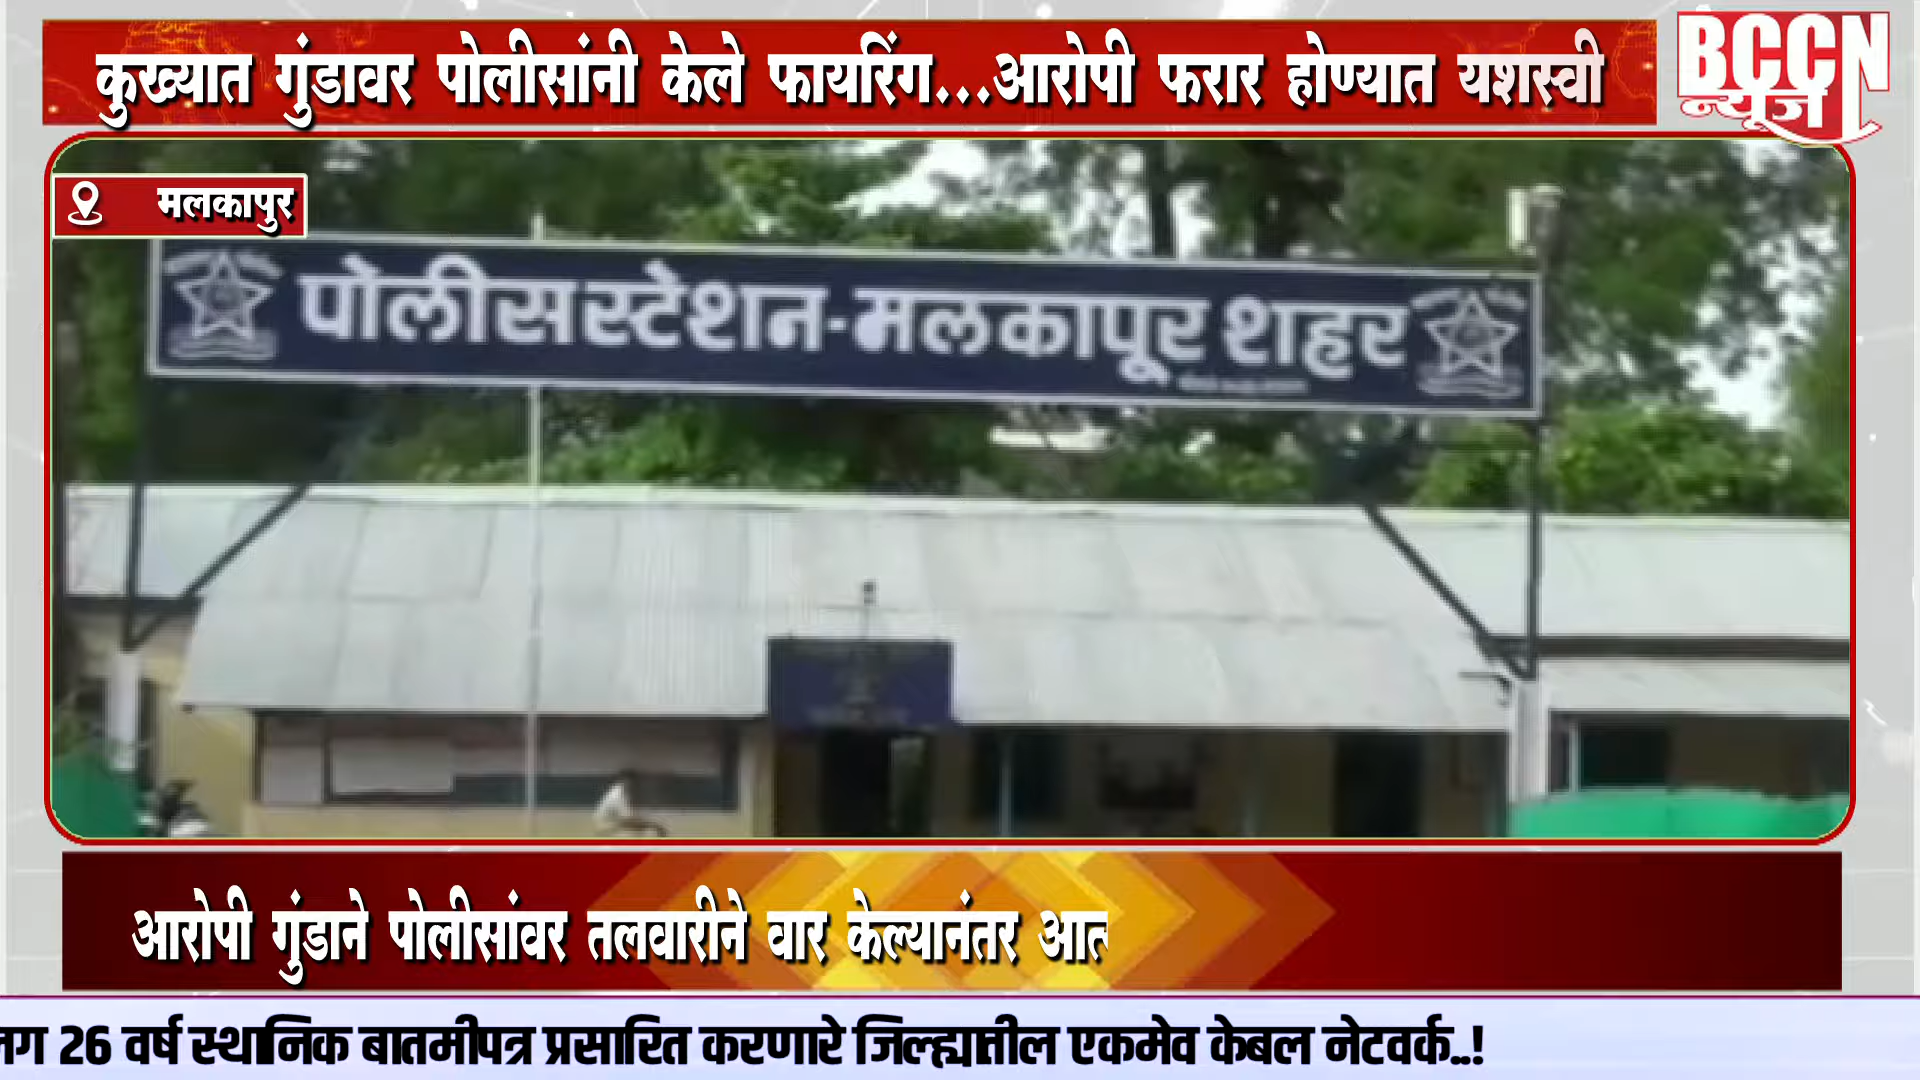 कुख्यात गुंडावर पोलीसांनी केले फायरिंग...आरोपी फरार होण्यात यशस्वी
BCCN
न्यूज
मलकापुर
पोलीस स्टेशन-मलकापूर शहर
आरोपी गुंडाने पोलीसांवर तलवारीने वार केल्यानंतर आत
26 वर्ष स्थानिक बातमीपत्र प्रसारित करणारे जिल्ह्यातील एकमेव केबल नेटवर्क..!